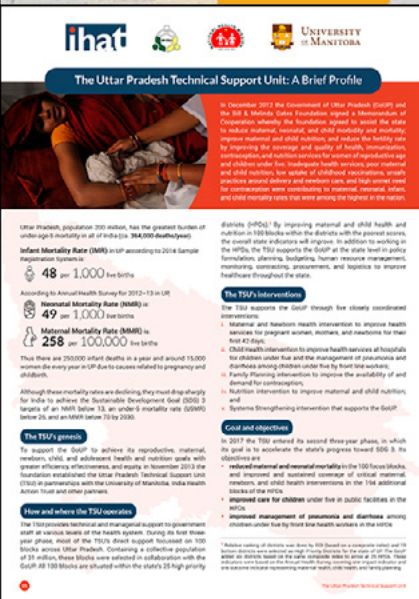 ihat
UNIVERSITY
OF MANITOBA
The Uttar Pradesh Technical Support Unit: A Brief Profile
In December 2012 the Government of Uttar Pradesh (GoUP) and
the Bill & Melinda Gates Foundation signed a Memorandum of
Cooperation whereby the foundation agreed to assist the state
to reduce maternal, neonatal, and child morbidity and mortality;
improve maternal and child nutrition; and reduce the fertility rate
by improving the coverage and quality of health, immunization,
contraception, and nutrition services for women of reproductive age
and children under five. Inadequate health services, poor maternal
and child nutrition, low uptake of childhood vaccinations, unsafe
practices around delivery and newborn care, and high unmet need
for contraception were contributing to maternal, neonatal, infant,
and child mortality rates that were among the highest in the nation.
Uttar Pradesh, population 200 million, has the greatest burden of
under-age-5 mortality in all of India (ca. 364,000 deaths/year).
Infant Mortality Rate (IMR) in UP according to 2014 Sample
Registration System is:
48 per 1,000 live births
According to Annual Health Survey for 2012–13 in UP,
Neonatal Mortality Rate (NMR) is:
49 per 1,000 live births
Maternal Mortality Rate (MMR) is:
258 per 100,000 live births
Thus there are 250,000 infant deaths in a year and around 15,000
women die every year in UP due to causes related to pregnancy and
childbirth.
Although these mortality rates are declining, they must drop sharply
for India to achieve the Sustainable Development Goal (SDG) 3
targets of an NMR below 13, an under-5 mortality rate (U5MR)
below 25, and an MMR below 70 by 2030.
The TSU's genesis
To support the GoUP to achieve its reproductive, maternal,
newborn, child, and adolescent health and nutrition goals with
greater efficiency, effectiveness, and equity, in November 2013 the
foundation established the Uttar Pradesh Technical Support Unit
(TSU) in partnerships with the University of Manitoba, India Health
Action Trust and other partners.
How and where the TSU operates
The TSU provides technical and managerial support to government
staff at various levels of the health system. During its first three-
year phase, most of the TSU's direct support focussed on 100
blocks across Uttar Pradesh. Containing a collective population
of 31 million, these blocks were selected in collaboration with the
GoUP. All 100 blocks are situated within the state's 25 high priority
districts (HPDs).¹ By improving maternal and child health and
nutrition in 100 blocks within the districts with the poorest scores,
the overall state indicators will improve. In addition to working
in the HPDs, the TSU supports the GoUP at the state level in policy
formulation, planning, budgeting, human resource management,
monitoring, contracting, procurement, and logistics to improve
healthcare throughout the state.
The TSU's interventions
The TSU supports the GoUP through five closely coordinated
interventions:
i. Maternal and Newborn Health intervention to improve health
services for pregnant women, mothers, and newborns for their
first 42 days;
ii. Child Health intervention to improve health services at hospitals
for children under five and the management of pneumonia and
diarrhoea among children under five by front line workers;
iii. Family Planning intervention to improve the availability of and
demand for contraception;
iv. Nutrition intervention to improve maternal and child nutrition;
and
v. Systems Strengthening intervention that supports the GoUP.
Goal and objectives
In 2017 the TSU entered its second three-year phase, in which
its goal is to accelerate the state's progress toward SDG 3. Its
objectives are
• reduced maternal and neonatal mortality in the 100 focus blocks,
and improved and sustained coverage of critical maternal,
newborn, and child health interventions in the 194 additional
blocks of the HPDs
• improved care for children under five in public facilities in the
HPDs
• improved management of pneumonia and diarrhoea among
children under five by front line health workers in the HPDs
The Uttar Pradesh Technical Support Unit